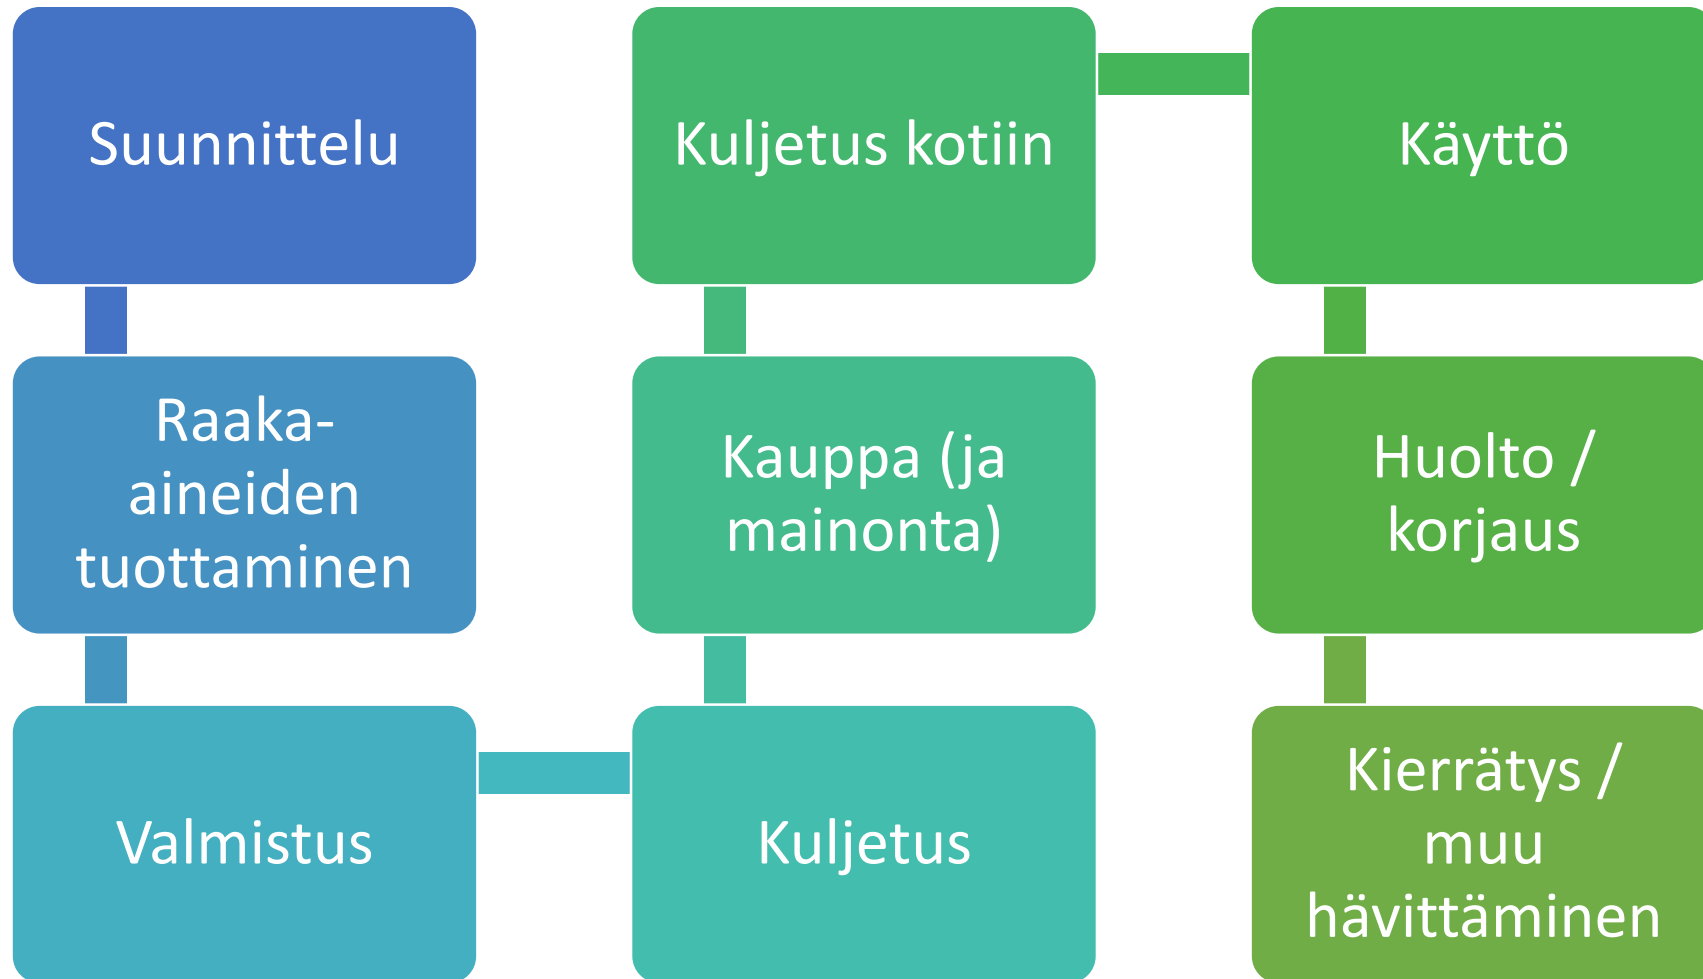 Suunnittelu
Raaka-
aineiden
tuottaminen
Valmistus
Kuljetus
Kauppa (ja
mainonta)
Kuljetus kotiin
Käyttö
Huolto /
korjaus
Kierrätys /
muu
hävittäminen